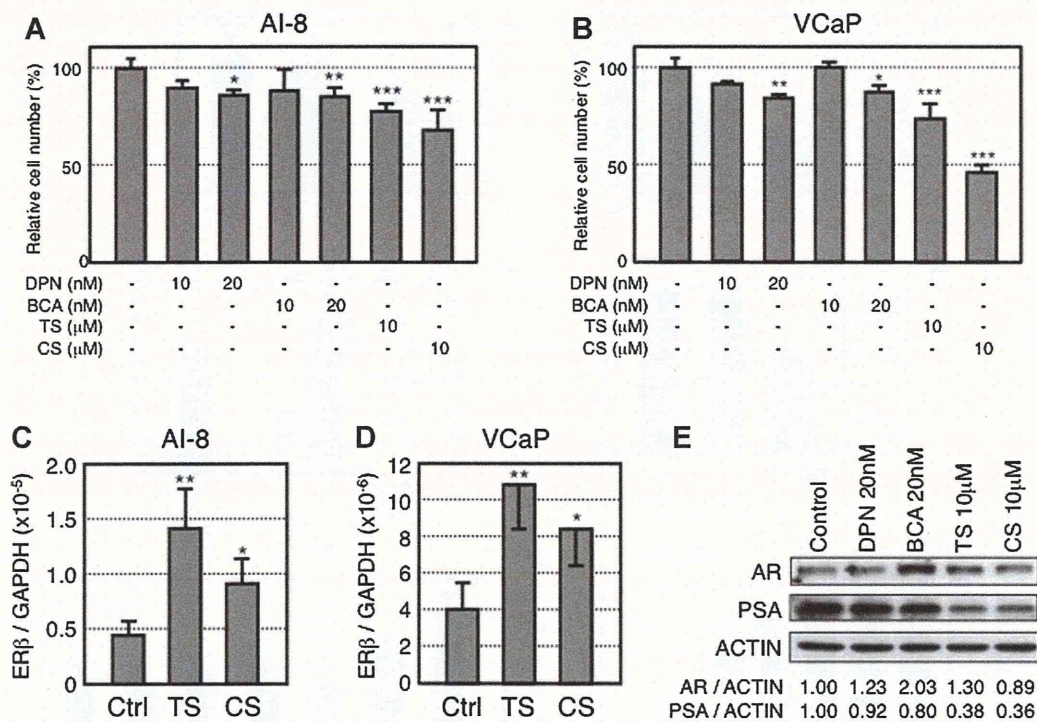 A AI-8
Relative cell number (%)
100
50
0
* ** *** ***
DPN (nM) - 10 20 - - - -
BCA (nM) - - - 10 20 - -
TS (μM) - - - - - 10 -
CS (μM) - - - - - - 10
B VCaP
Relative cell number (%)
100
50
0
** * *** ***
DPN (nM) - 10 20 - - - -
BCA (nM) - - - 10 20 - -
TS (μM) - - - - - 10 -
CS (μM) - - - - - - 10
C AI-8
ERβ / GAPDH (x10⁻⁵)
2.0
1.5
1.0
0.5
0
** *
Ctrl TS CS
D VCaP
ERβ / GAPDH (x10⁻⁶)
12
10
8
6
4
2
0
** *
Ctrl TS CS
E
Control DPN 20nM BCA 20nM TS 10μM CS 10μM
AR
PSA
ACTIN
AR / ACTIN 1.00 1.23 2.03 1.30 0.89
PSA / ACTIN 1.00 0.92 0.80 0.38 0.36